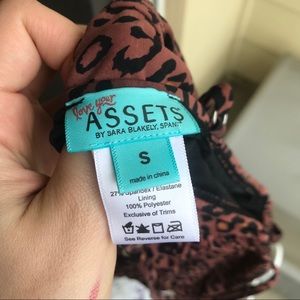 love your
ASSETS
BY SARA BLAKELY, SPANX
S
made in china
27% Spandex / Elastane
Lining
100% Polyester
Exclusive of Trims
See Reverse for Care